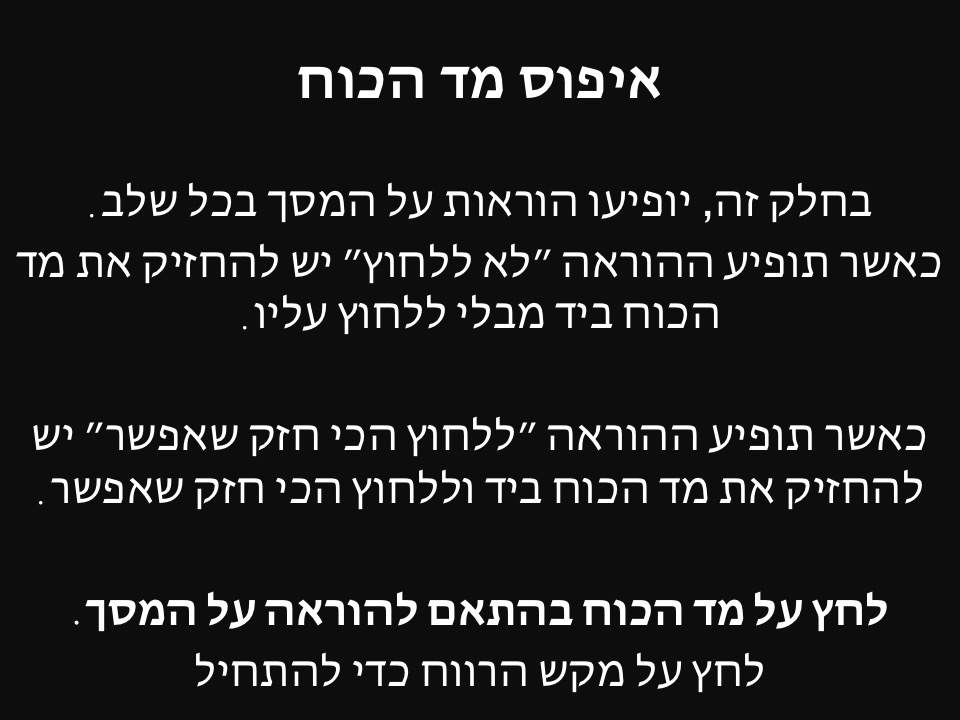 איפוס מד הכוח
בחלק זה, יופיעו הוראות על המסך בכל שלב.
כאשר תופיע ההוראה "לא ללחוץ" יש להחזיק את מד
הכוח ביד מבלי ללחוץ עליו.
כאשר תופיע ההוראה "ללחוץ הכי חזק שאפשר" יש
להחזיק את מד הכוח ביד וללחוץ הכי חזק שאפשר.
לחץ על מד הכוח בהתאם להוראה על המסך.
לחץ על מקש הרווח כדי להתחיל